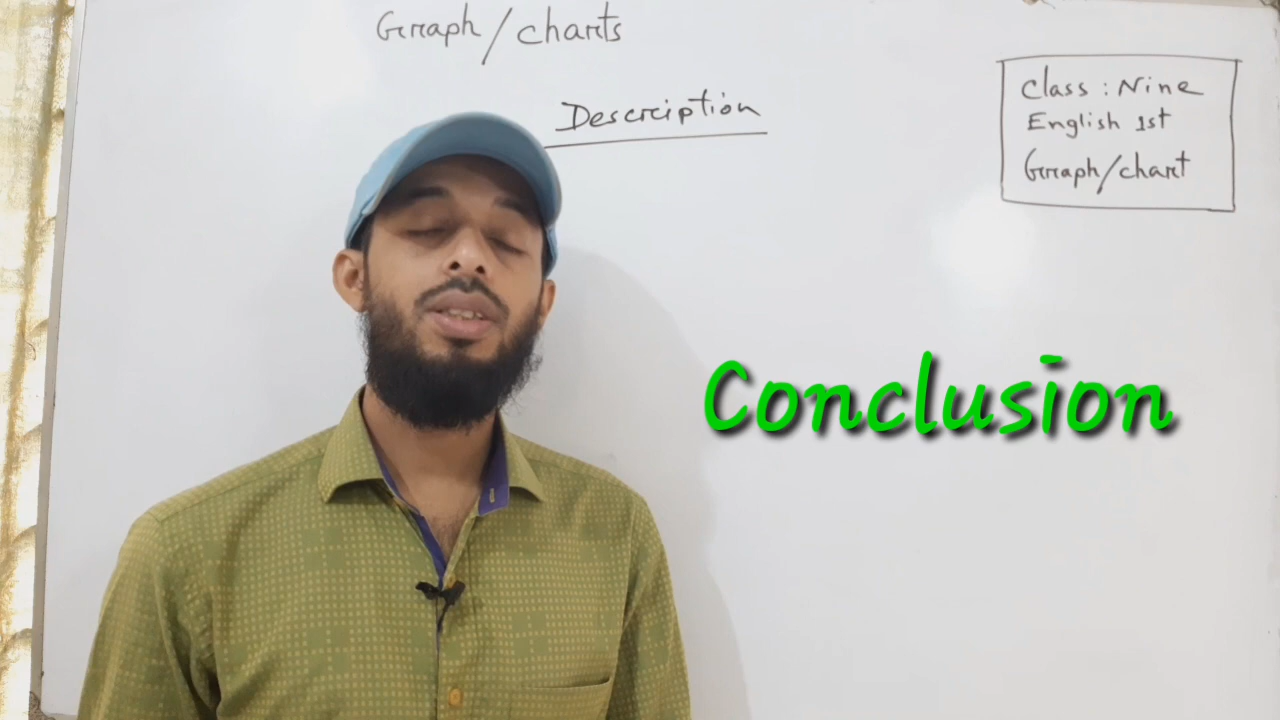 Graph / charts
Description
Class : Nine
English 1st
Graph/chart
Conclusion